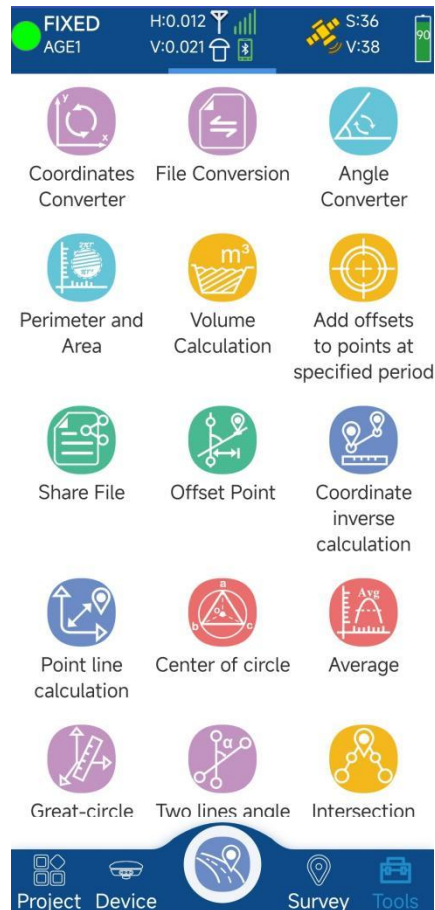 FIXED
H:0.012
S:36
90
AGE1
V:0.021
V:38
y
x
Coordinates
Converter
File Conversion
Angle
Converter
m³
Perimeter and
Area
Volume
Calculation
Add offsets
to points at
specified period
Share File
Offset Point
Coordinate
inverse
calculation
a
b
c
o
Avg
Point line
calculation
Center of circle
Average
α
Great-circle
Two lines angle
Intersection
Project
Device
Survey
Tools